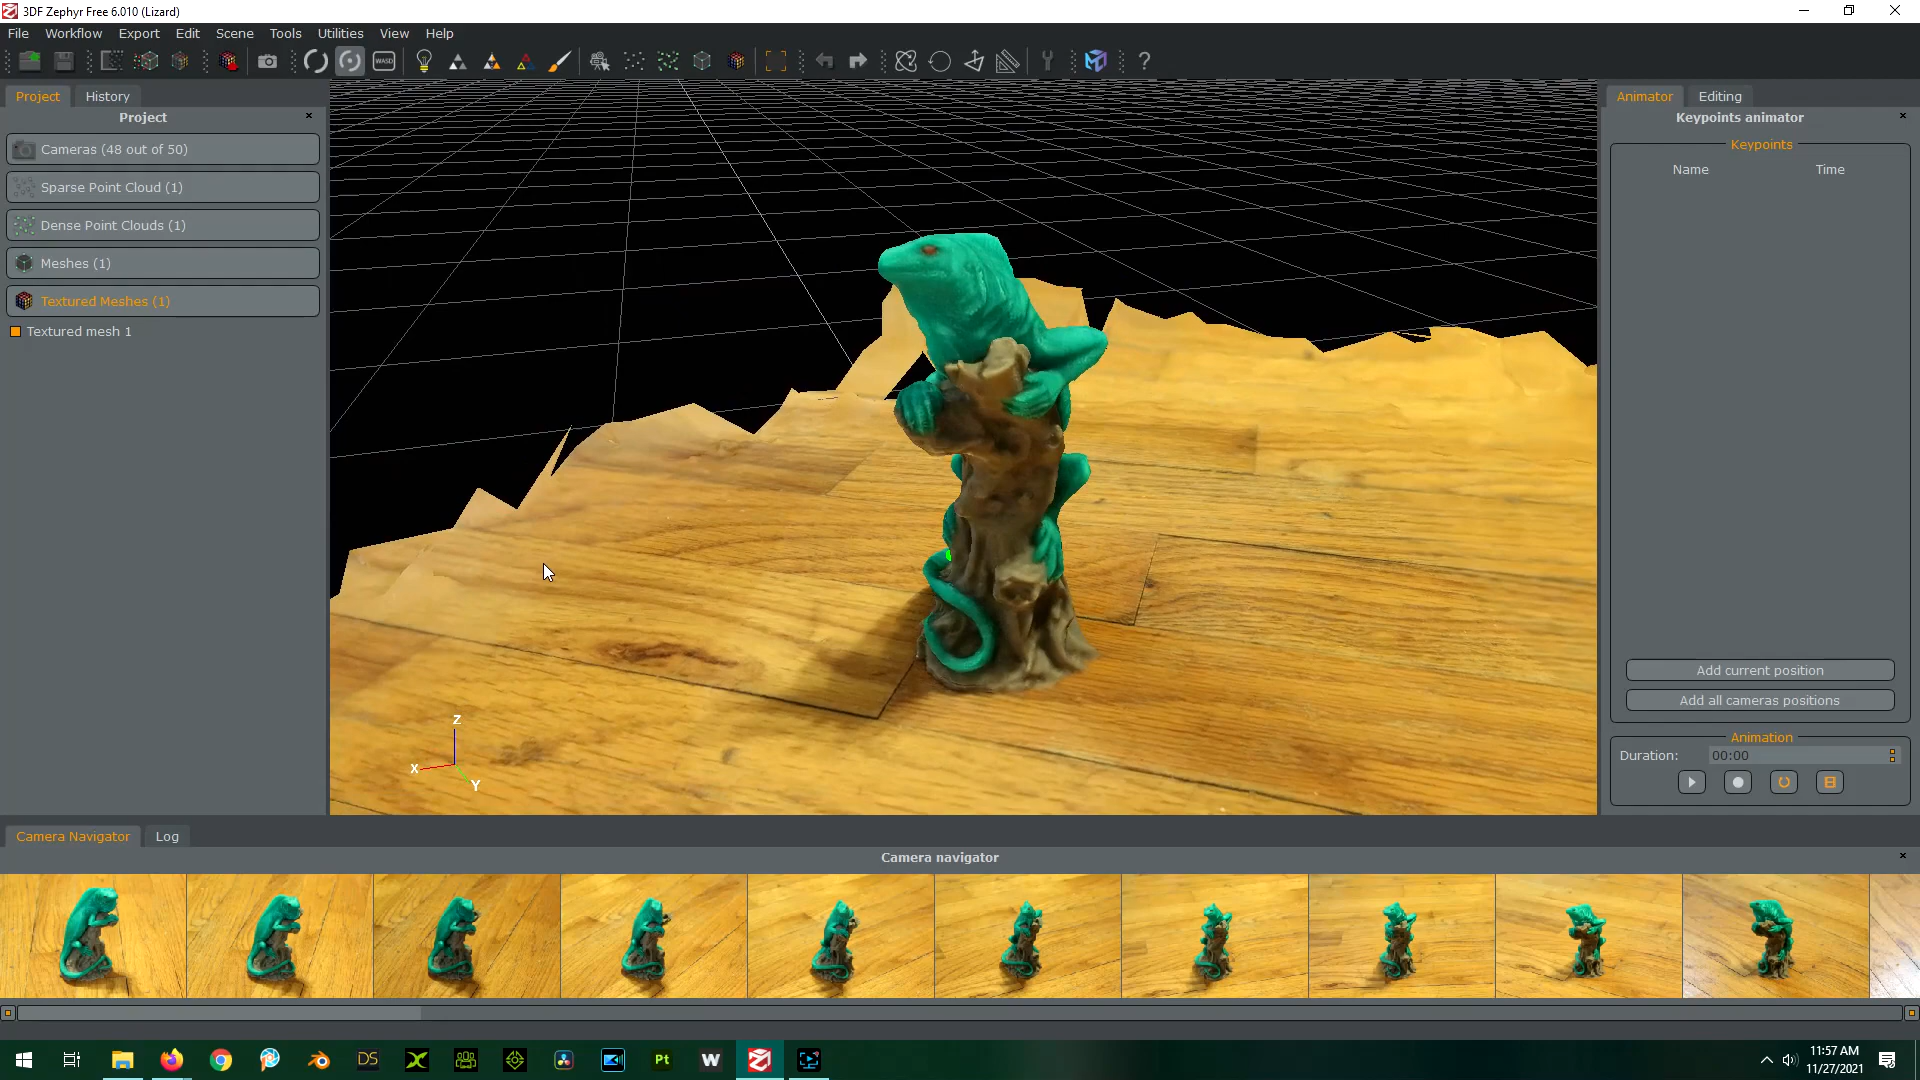 3DF Zephyr Free 6.010 (Lizard)
File Workflow Export Edit Scene Tools Utilities View Help
WASD
?
Project History
Project
Cameras (48 out of 50)
Sparse Point Cloud (1)
Dense Point Clouds (1)
Meshes (1)
Textured Meshes (1)
Textured mesh 1
Z
X
Y
Animator Editing
Keypoints animator
Keypoints
Name Time
Add current position
Add all cameras positions
Animation
Duration: 00:00
Camera Navigator Log
Camera navigator
DS
Pt
W
11:57 AM
11/27/2021